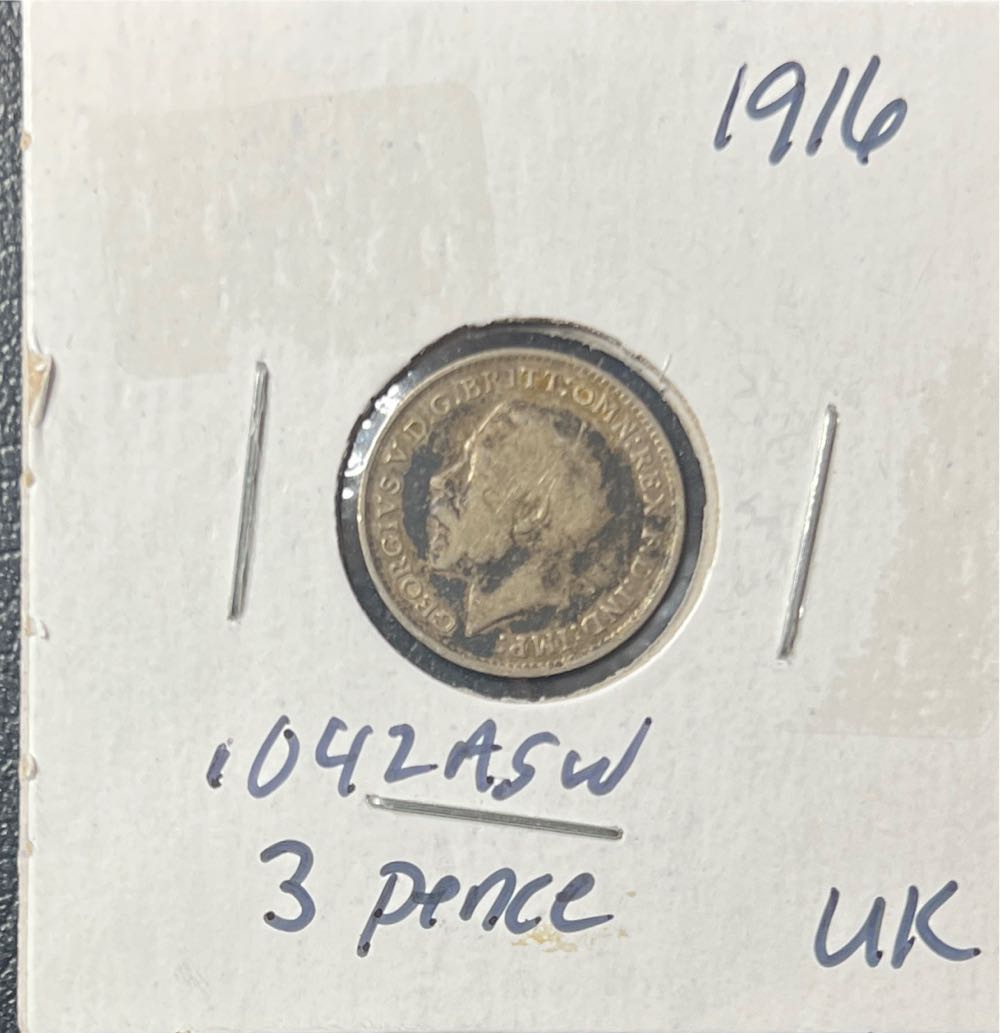 1916
GEORGIVS V D.G.BRITT:OMN:REX F.D.IND:IMP:
.042ASW
3 pence
UK